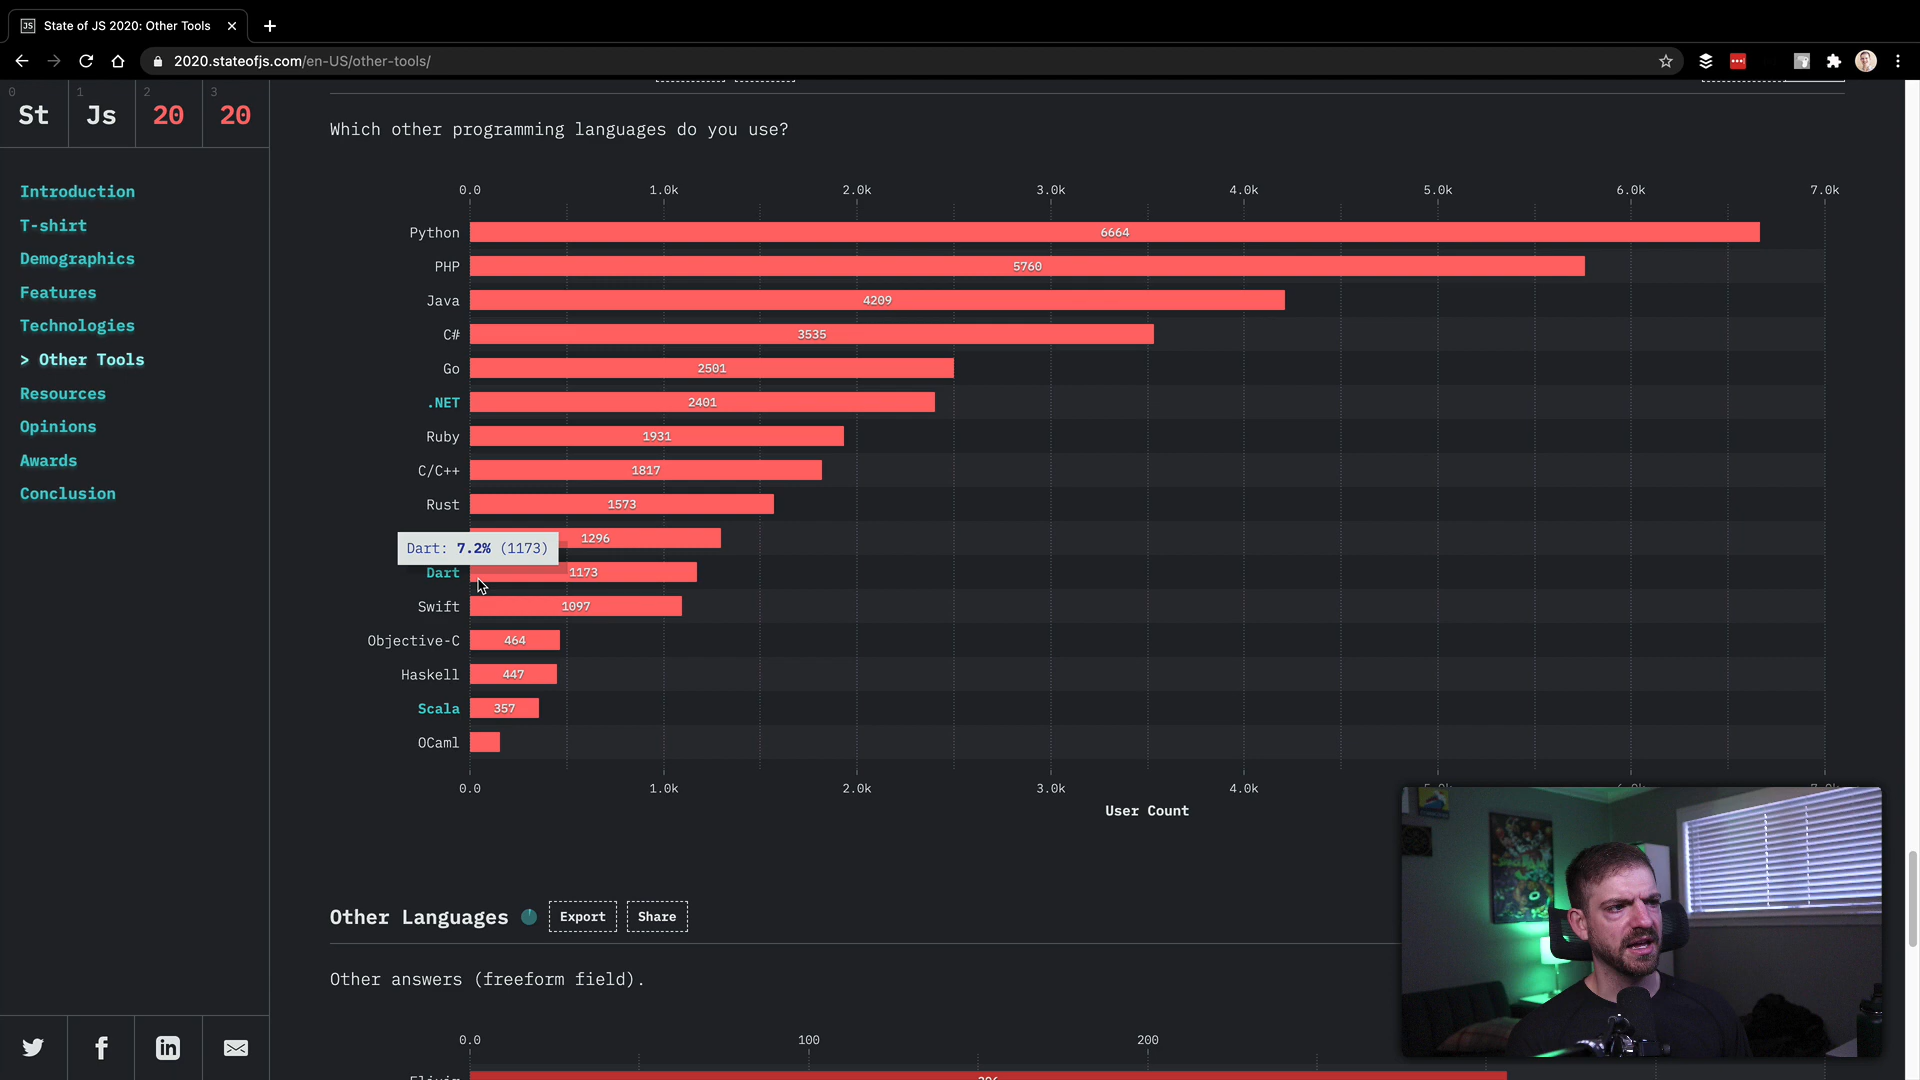 JS State of JS 2020: Other Tools
2020.stateofjs.com/en-US/other-tools/
0 1 2 3
St Js 20 20
Introduction
T-shirt
Demographics
Features
Technologies
> Other Tools
Resources
Opinions
Awards
Conclusion
Which other programming languages do you use?
0.0 1.0k 2.0k 3.0k 4.0k 5.0k 6.0k 7.0k
Python 6664
PHP 5760
Java 4209
C# 3535
Go 2501
.NET 2401
Ruby 1931
C/C++ 1817
Rust 1573
1296
Dart: 7.2% (1173)
Dart 1173
Swift 1097
Objective-C 464
Haskell 447
Scala 357
OCaml
0.0 1.0k 2.0k 3.0k 4.0k
User Count
Other Languages Export Share
Other answers (freeform field).
0.0 100 200